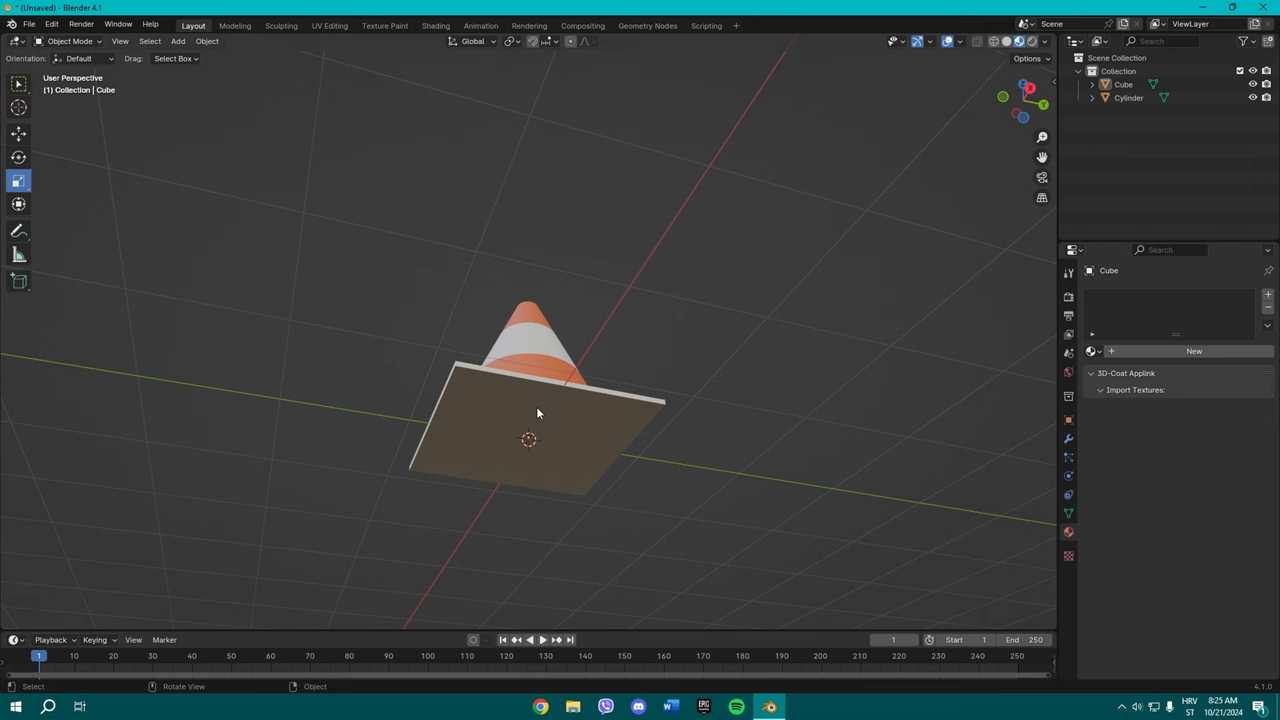 * (Unsaved) - Blender 4.1
File Edit Render Window Help Layout Modeling Sculpting UV Editing Texture Paint Shading Animation Rendering Compositing Geometry Nodes Scripting + Scene ViewLayer
Object Mode View Select Add Object Global Search
Orientation: Default Drag: Select Box Options
User Perspective
(1) Collection | Cube
Scene Collection
Collection
Cube
Cylinder
X
Y
Z
Search
Cube
+ New
3D-Coat Applink
Import Textures:
Playback Keying View Marker 1 Start 1 End 250
1 10 20 30 40 50 60 70 80 90 100 110 120 130 140 150 160 170 180 190 200 210 220 230 240 250
Select Rotate View Object 4.1.0
HRV 8:25 AM
ST 10/21/2024